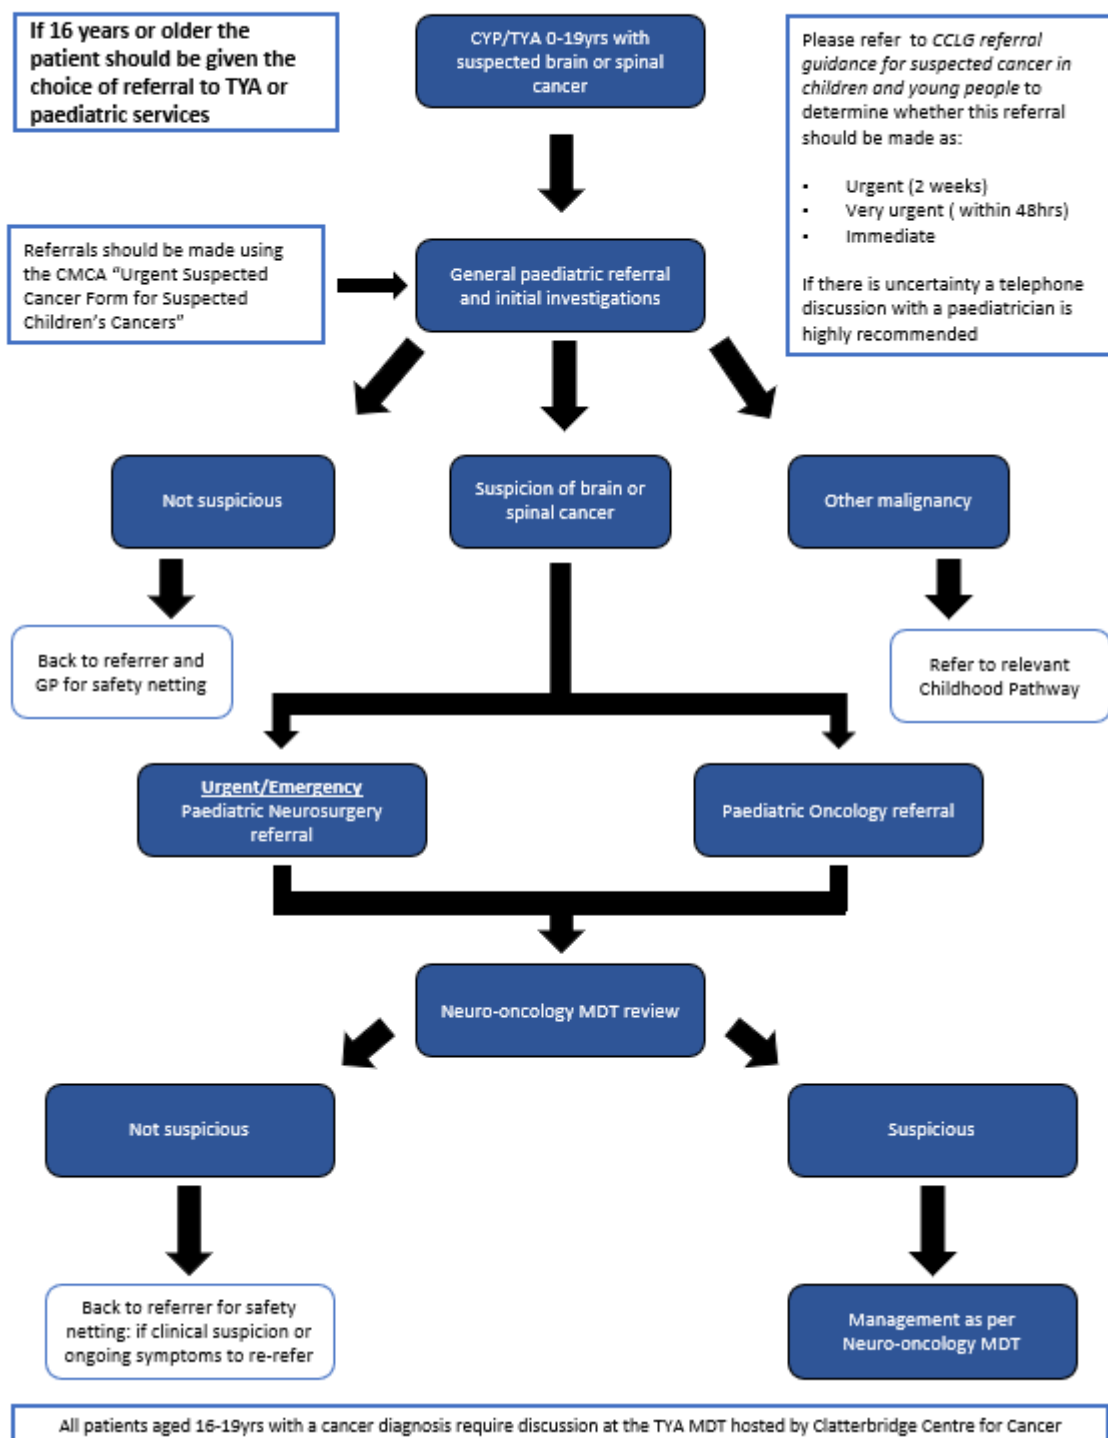 If 16 years or older the
patient should be given the
choice of referral to TYA or
paediatric services
CYP/TYA 0-19yrs with
suspected brain or spinal
cancer
Please refer to CCLG referral
guidance for suspected cancer in
children and young people to
determine whether this referral
should be made as:
▪ Urgent (2 weeks)
▪ Very urgent ( within 48hrs)
▪ Immediate
If there is uncertainty a telephone
discussion with a paediatrician is
highly recommended
Referrals should be made using
the CMCA “Urgent Suspected
Cancer Form for Suspected
Children’s Cancers”
General paediatric referral
and initial investigations
Not suspicious
Suspicion of brain or
spinal cancer
Other malignancy
Back to referrer and
GP for safety netting
Refer to relevant
Childhood Pathway
Urgent/Emergency
Paediatric Neurosurgery
referral
Paediatric Oncology referral
Neuro-oncology MDT review
Not suspicious
Suspicious
Back to referrer for safety
netting: if clinical suspicion or
ongoing symptoms to re-refer
Management as per
Neuro-oncology MDT
All patients aged 16-19yrs with a cancer diagnosis require discussion at the TYA MDT hosted by Clatterbridge Centre for Cancer